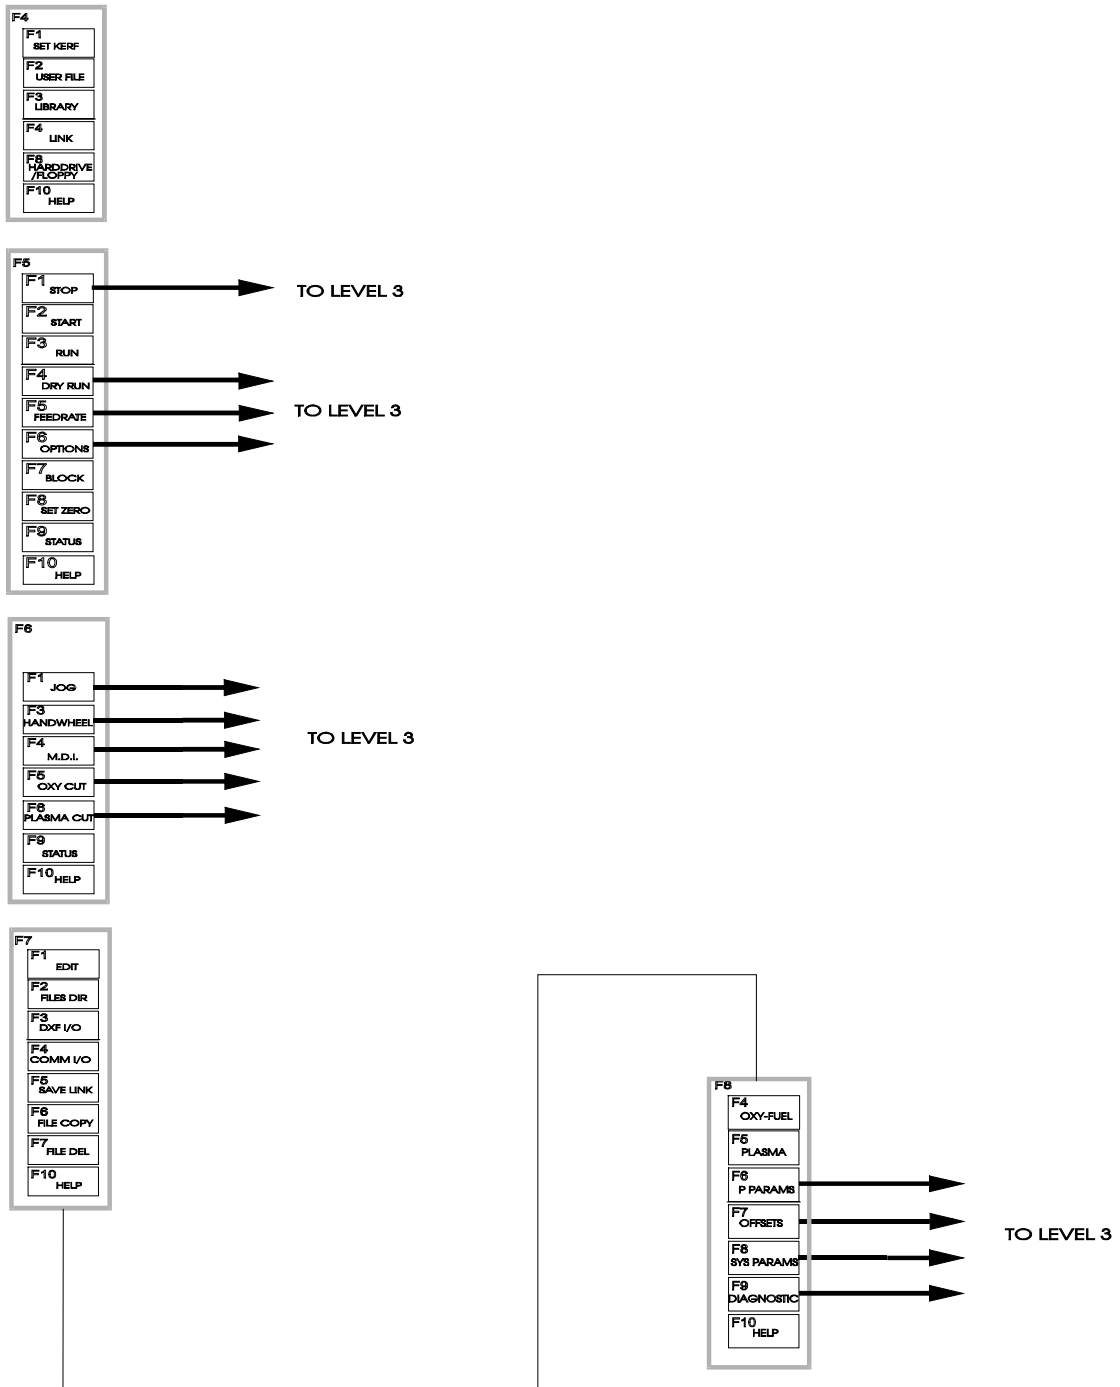 F4
F1
SET KERF
F2
USER FILE
F3
LIBRARY
F4
LINK
F8
HARDDRIVE
/FLOPPY
F10
HELP
F5
F1
STOP
TO LEVEL 3
F2
START
F3
RUN
F4
DRY RUN
F5
FEEDRATE
TO LEVEL 3
F6
OPTIONS
F7
BLOCK
F8
SET ZERO
F9
STATUS
F10
HELP
F6
F1
JOG
F3
HANDWHEEL
TO LEVEL 3
F4
M.D.I.
F5
OXY CUT
F6
PLASMA CUT
F9
STATUS
F10
HELP
F7
F1
EDIT
F2
FILES DIR
F3
DXF I/O
F4
COMM I/O
F5
SAVE LINK
F6
FILE COPY
F7
FILE DEL
F10
HELP
F8
F4
OXY-FUEL
F5
PLASMA
F6
P PARAMS
F7
OFFSETS
TO LEVEL 3
F8
SYS PARAMS
F9
DIAGNOSTIC
F10
HELP